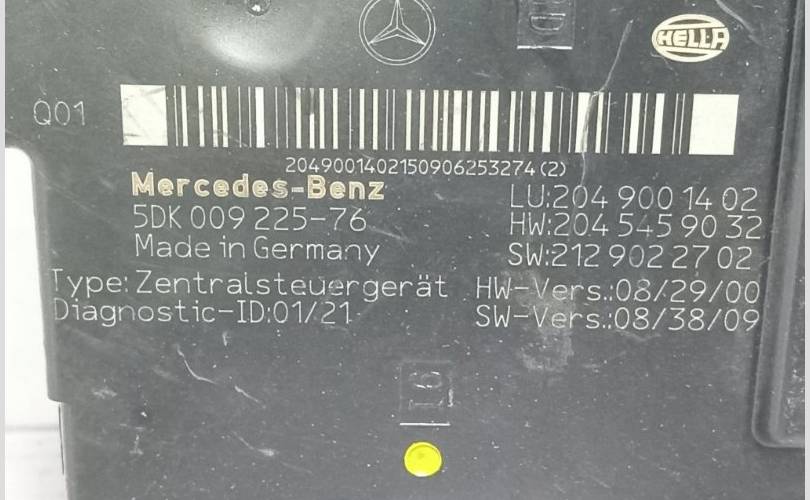 HD
HELLA
Q01
2049001402150906253274(2)
Mercedes-Benz
LU:204 900 14 02
5DK 009 225-76
HW:204 545 90 32
Made in Germany
SW:212 902 27 02
Type: Zentralsteuergerät HW-Vers.:08/29/00
Diagnostic-ID:01/21 SW-Vers.:08/38/09